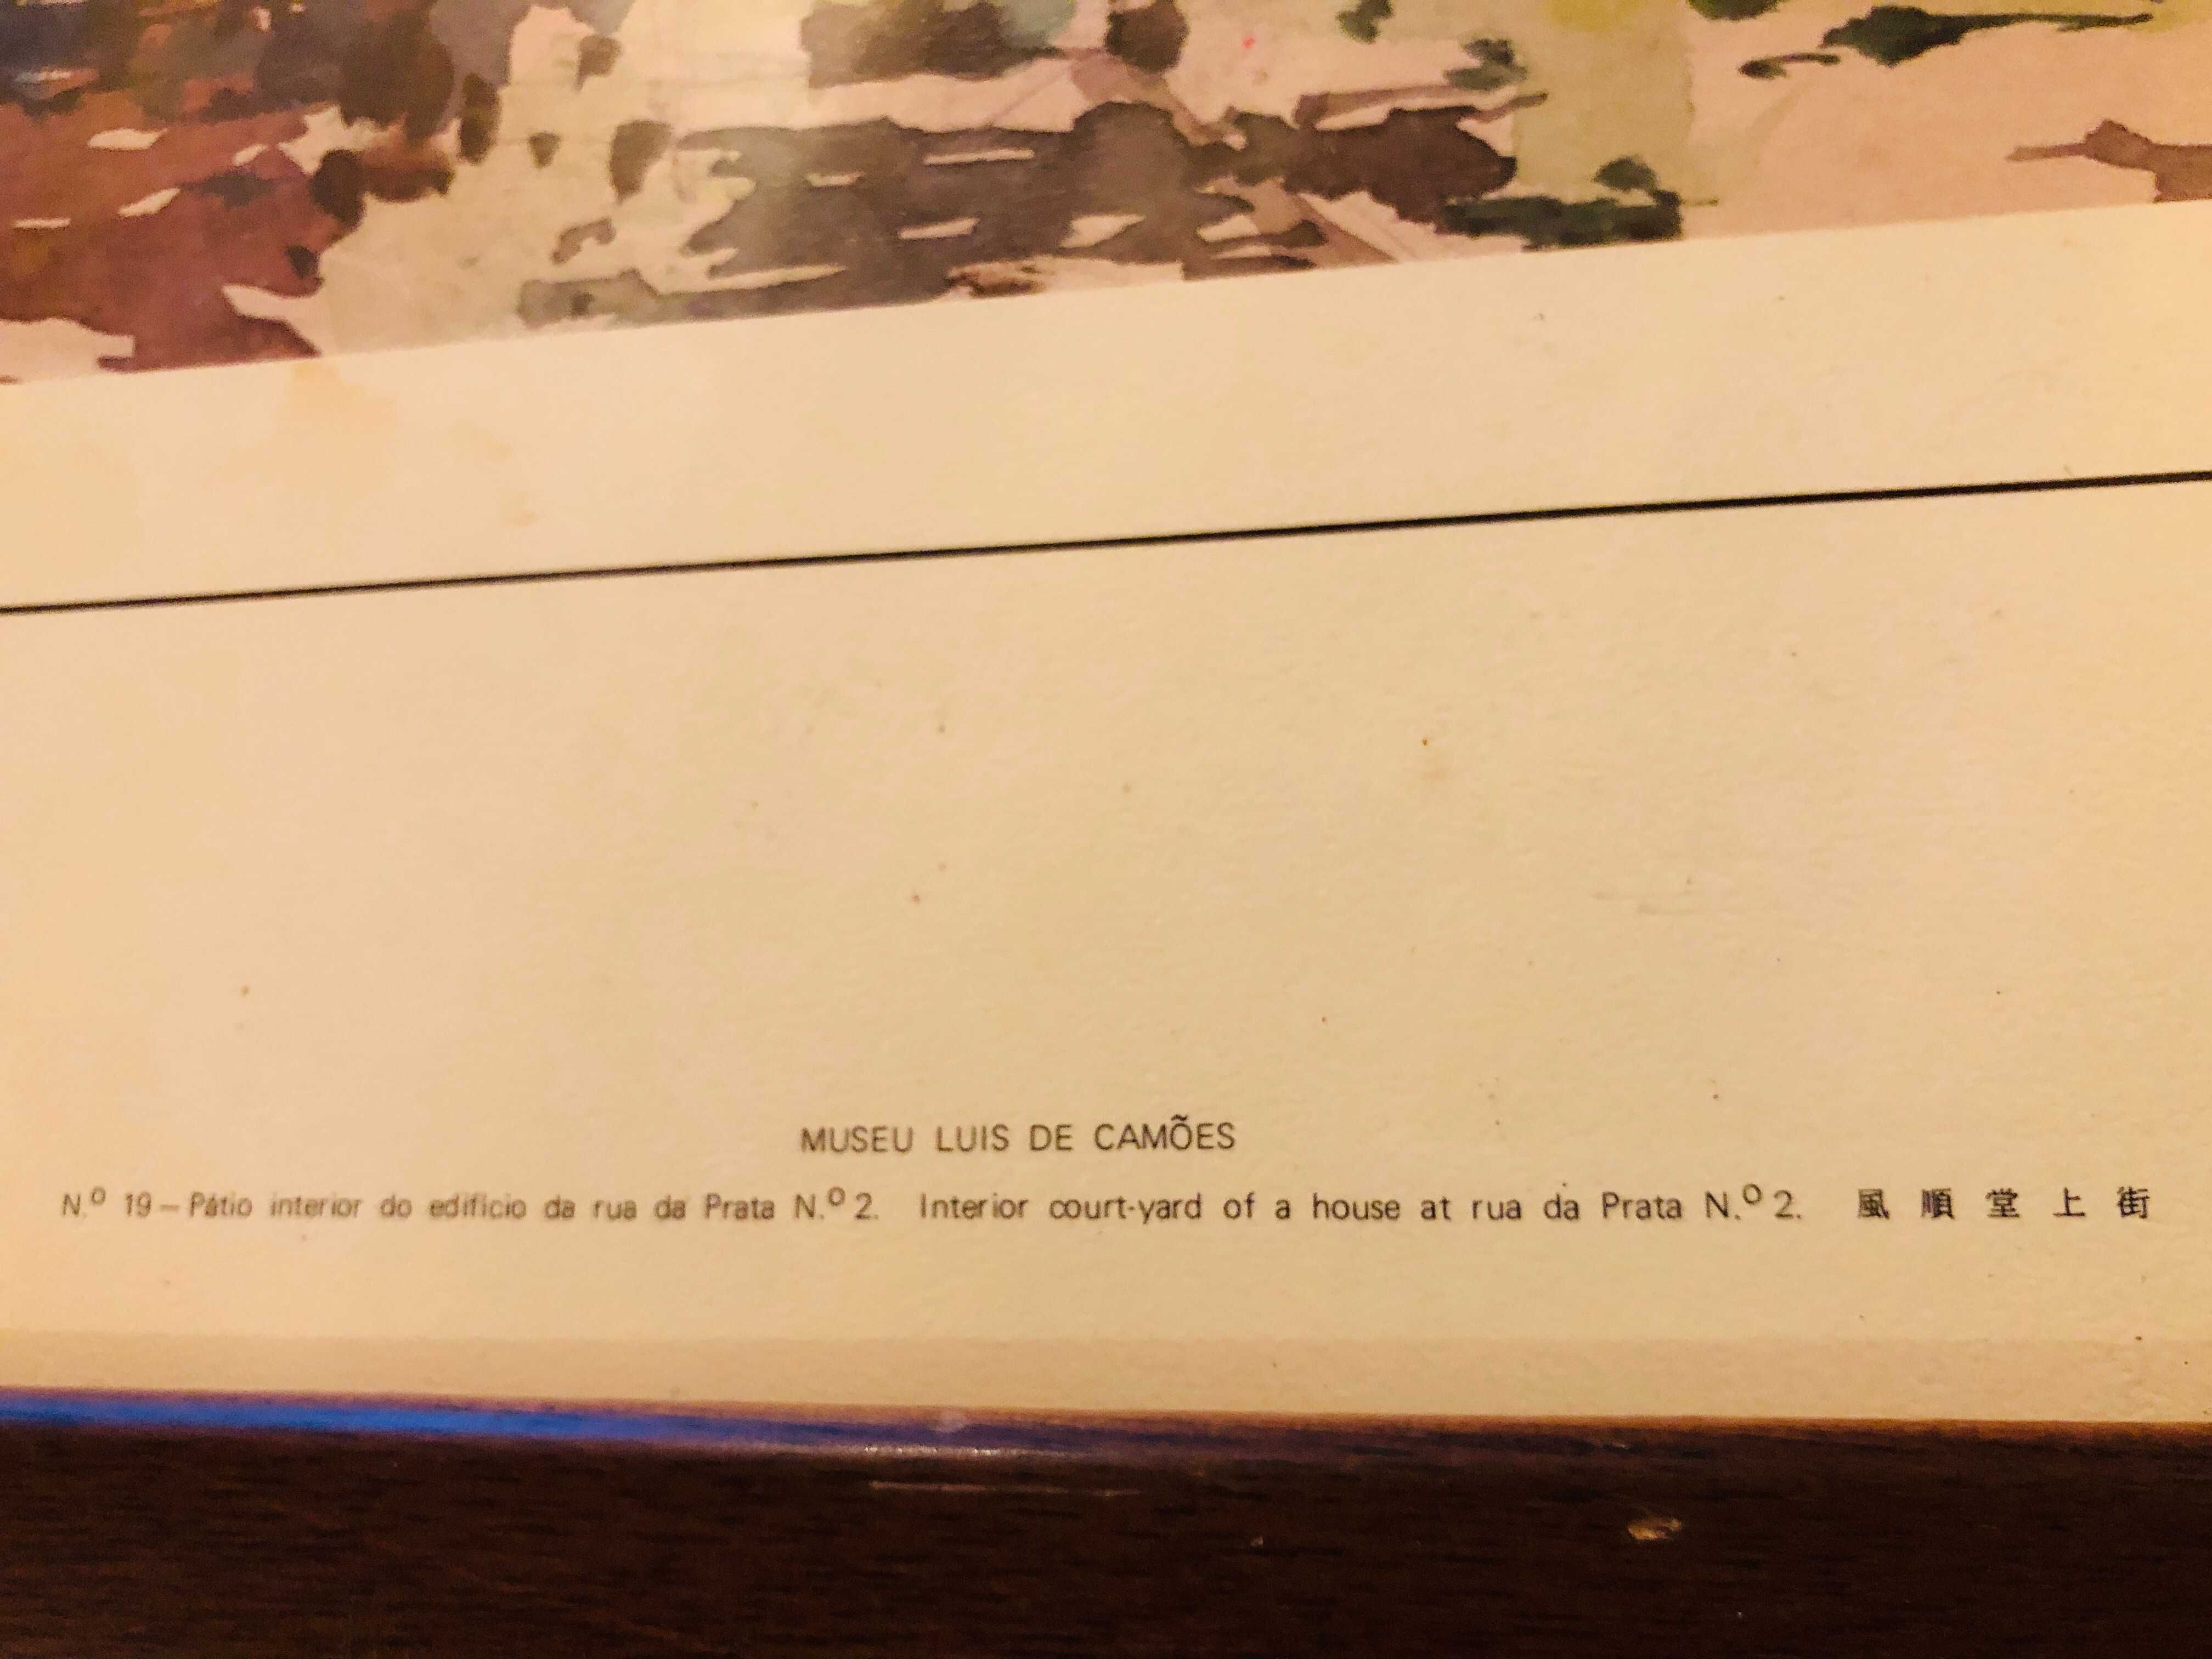 MUSEU LUIS DE CAMÕES
N.º 19 – Pátio interior do edifício da rua da Prata N.º 2. Interior court-yard of a house at rua da Prata N.º 2. 風順堂上街